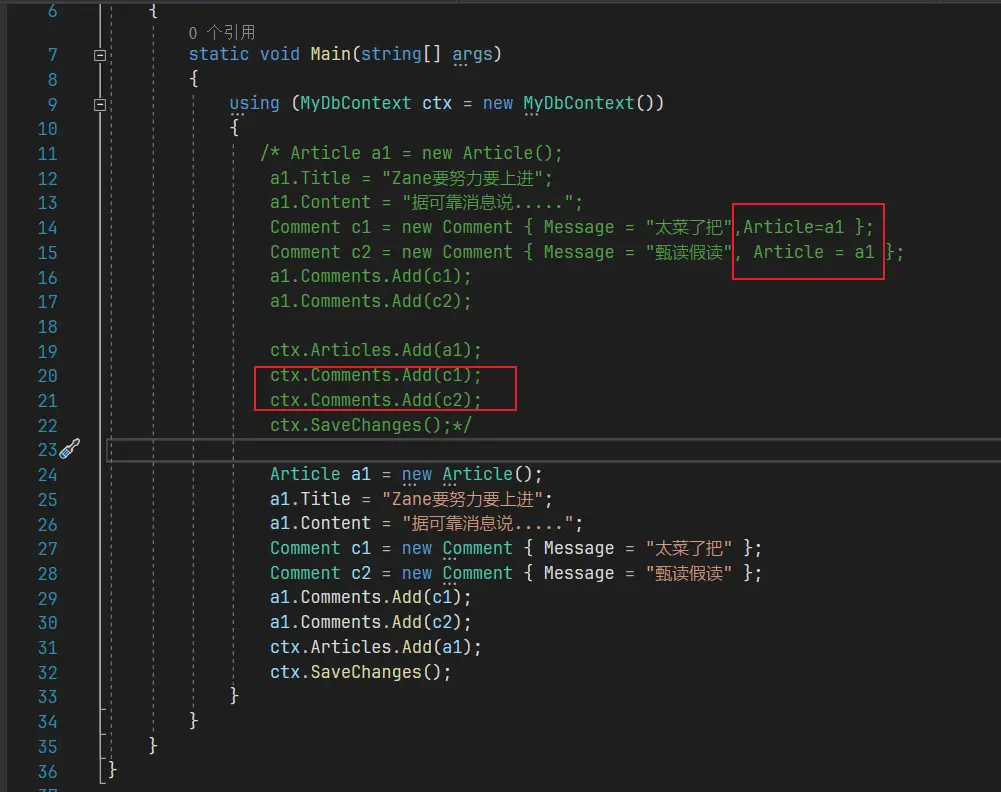 6 {
0 个引用
7 static void Main(string[] args)
8 {
9 using (MyDbContext ctx = new MyDbContext())
10 {
11 /* Article a1 = new Article();
12 a1.Title = "Zane要努力要上进";
13 a1.Content = "据可靠消息说.....";
14 Comment c1 = new Comment { Message = "太菜了把",Article=a1 };
15 Comment c2 = new Comment { Message = "甄读假读", Article = a1 };
16 a1.Comments.Add(c1);
17 a1.Comments.Add(c2);
18
19 ctx.Articles.Add(a1);
20 ctx.Comments.Add(c1);
21 ctx.Comments.Add(c2);
22 ctx.SaveChanges();*/
23
24 Article a1 = new Article();
25 a1.Title = "Zane要努力要上进";
26 a1.Content = "据可靠消息说.....";
27 Comment c1 = new Comment { Message = "太菜了把" };
28 Comment c2 = new Comment { Message = "甄读假读" };
29 a1.Comments.Add(c1);
30 a1.Comments.Add(c2);
31 ctx.Articles.Add(a1);
32 ctx.SaveChanges();
33 }
34 }
35 }
36 }